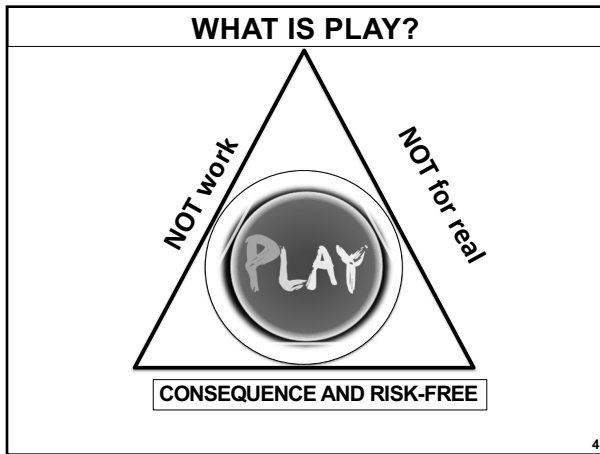 WHAT IS PLAY?
NOT work
NOT for real
PLAY
CONSEQUENCE AND RISK-FREE
4